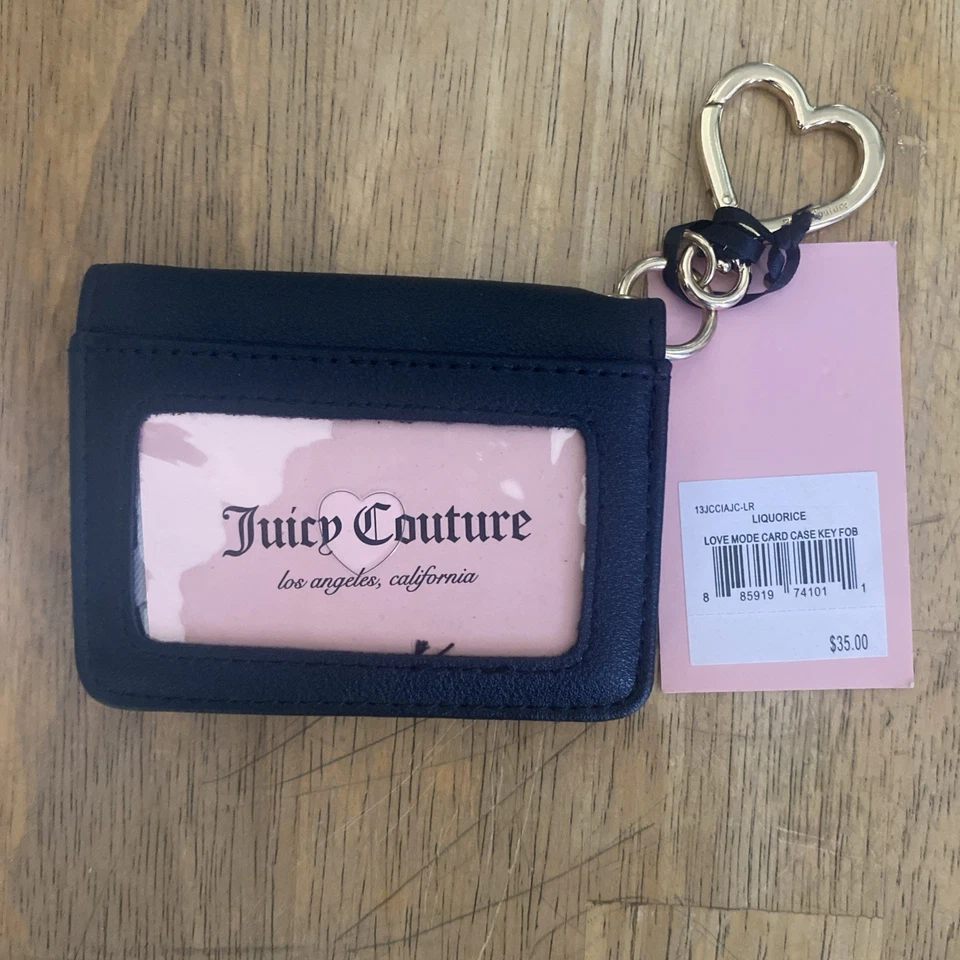 Juicy Couture
los angeles, california
13JCCIAJC-LR
LIQUORICE
LOVE MODE CARD CASE KEY FOB
8 85919 74101 1
$35.00